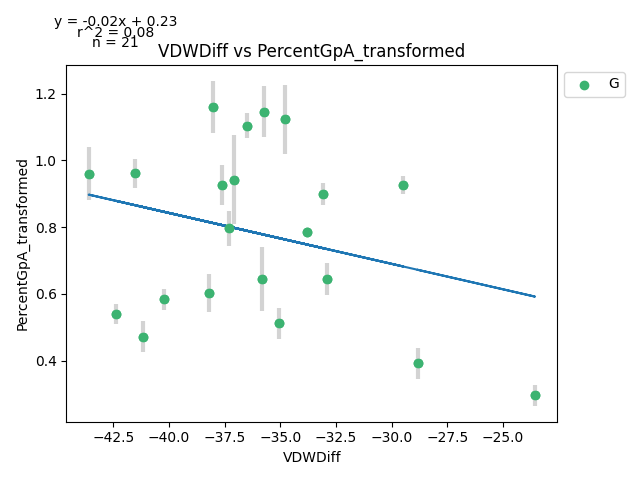 y = -0.02x + 0.23
r^2 = 0.08
n = 21
VDWDiff vs PercentGpA_transformed
G
PercentGpA_transformed
1.2
1.0
0.8
0.6
0.4
−42.5 −40.0 −37.5 −35.0 −32.5 −30.0 −27.5 −25.0
VDWDiff